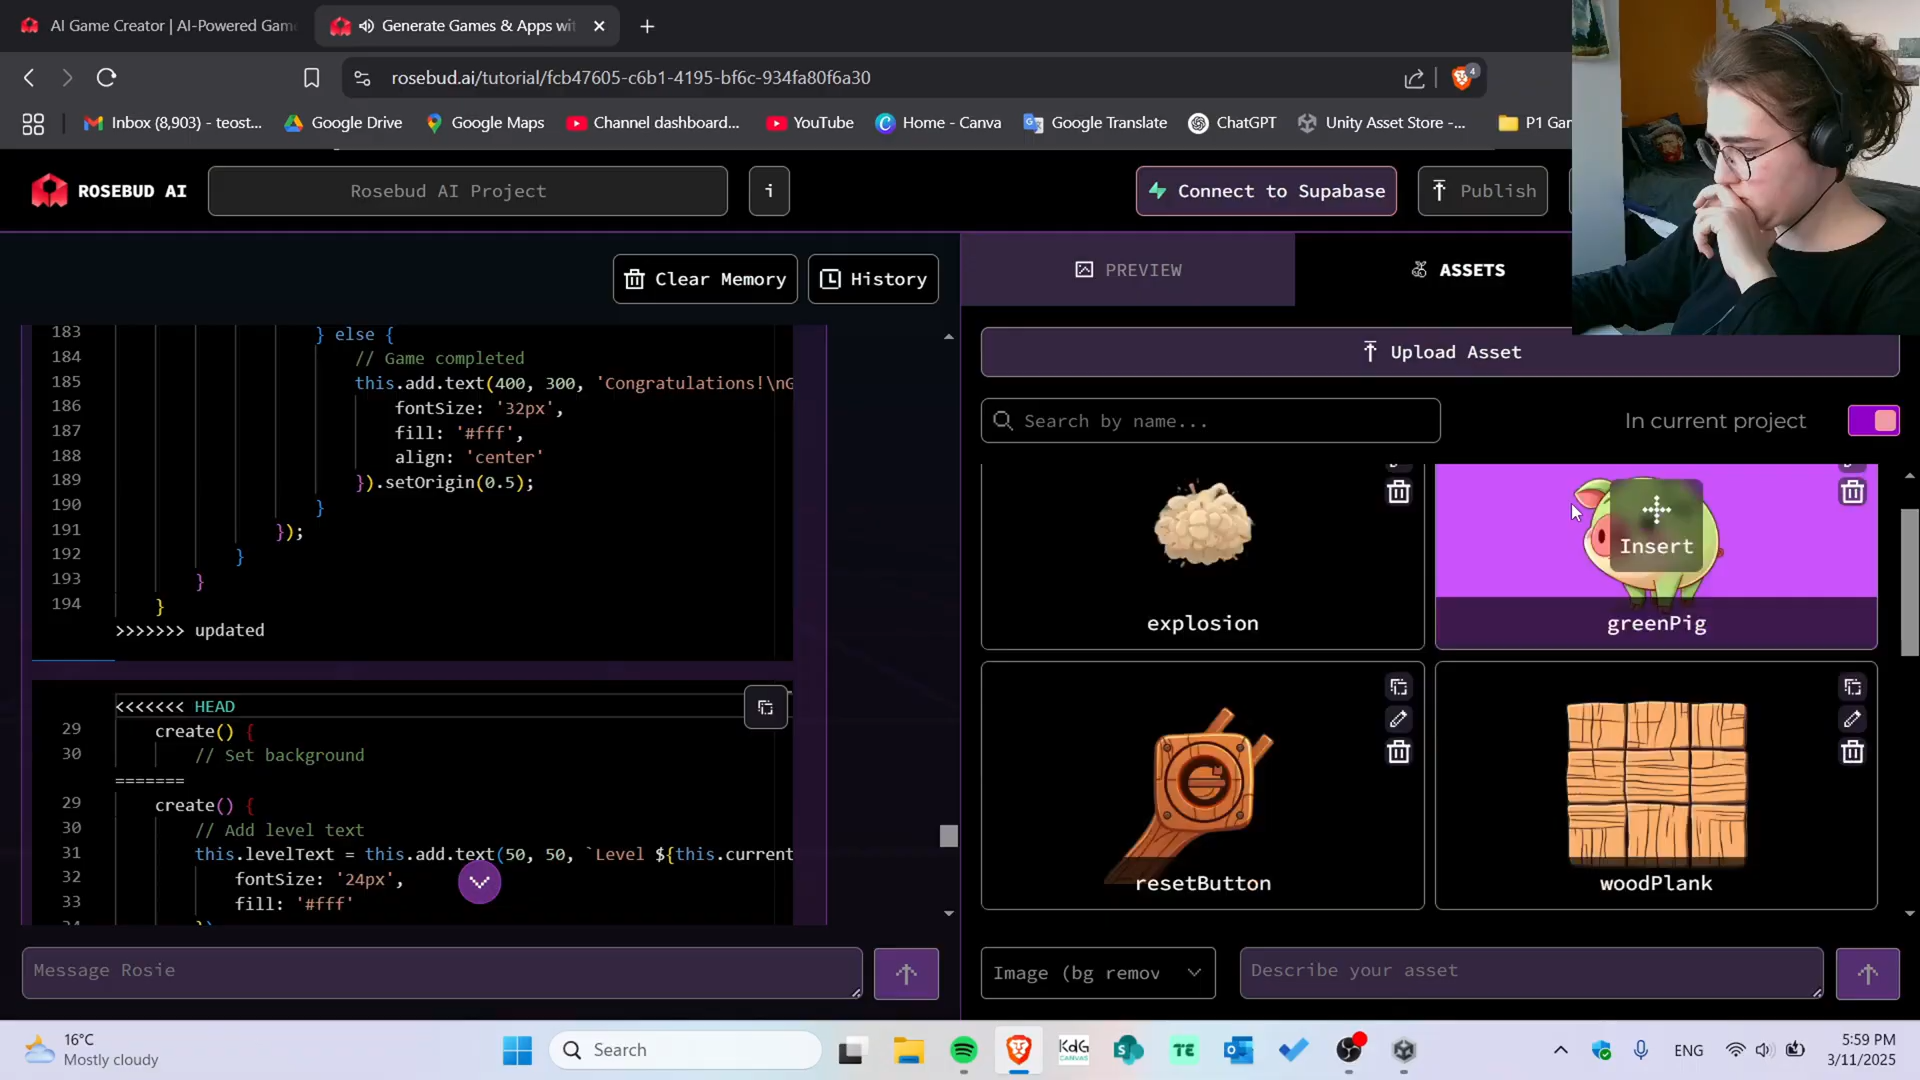 AI Game Creator | AI-Powered Gam
Generate Games & Apps wi
rosebud.ai/tutorial/fcb47605-c6b1-4195-bf6c-934fa80f6a30
4
Inbox (8,903) - teost...
Google Drive
Google Maps
Channel dashboard...
YouTube
Home - Canva
Google Translate
ChatGPT
Unity Asset Store -...
P1 Gar
ROSEBUD AI
Rosebud AI Project
i
Connect to Supabase
Publish
Clear Memory
History
PREVIEW
ASSETS
183 } else {
184 // Game completed
185 this.add.text(400, 300, 'Congratulations!\nG
186 fontSize: '32px',
187 fill: '#fff',
188 align: 'center'
189 }).setOrigin(0.5);
190 }
191 });
192 }
193 }
194 }
>>>>>>> updated
<<<<<<< HEAD
29 create() {
30 // Set background
=======
29 create() {
30 // Add level text
31 this.levelText = this.add.text(50, 50, `Level ${this.current
32 fontSize: '24px',
33 fill: '#fff'
Message Rosie
Upload Asset
Search by name...
In current project
explosion
Insert
greenPig
resetButton
woodPlank
Image (bg remov
Describe your asset
16°C
Mostly cloudy
Search
KdG
CANVAS
ENG
5:59 PM
3/11/2025